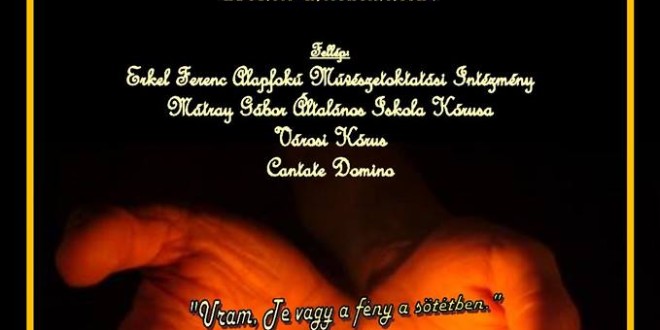 Fellép:
Erkel Ferenc Alapfokú Művészetoktatási Intézmény
Mátray Gábor Általános Iskola Kórusa
Városi Kórus
Cantate Domino
"Uram, Te vagy a fény a sötétben."